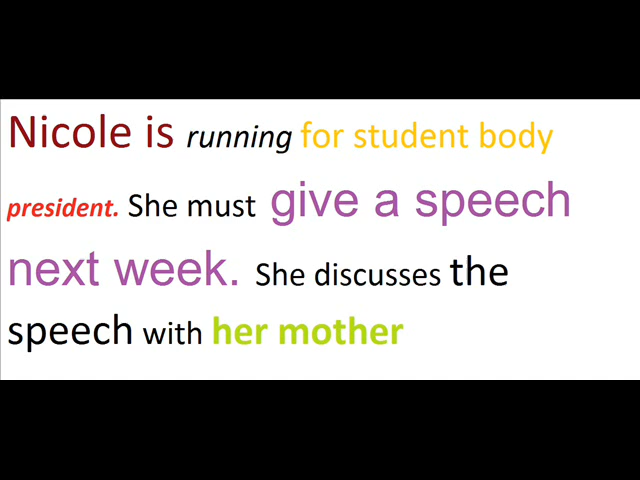 Nicole is running for student body
president. She must give a speech
next week. She discusses the
speech with her mother